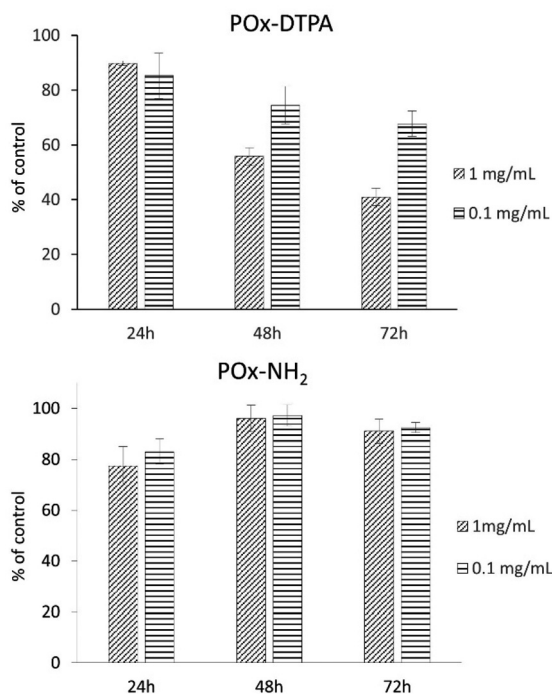 POx-DTPA
100
80
60
40
20
0
% of control
24h
48h
72h
1 mg/mL
0.1 mg/mL
POx-NH₂
100
80
60
40
20
0
% of control
24h
48h
72h
1mg/mL
0.1 mg/mL